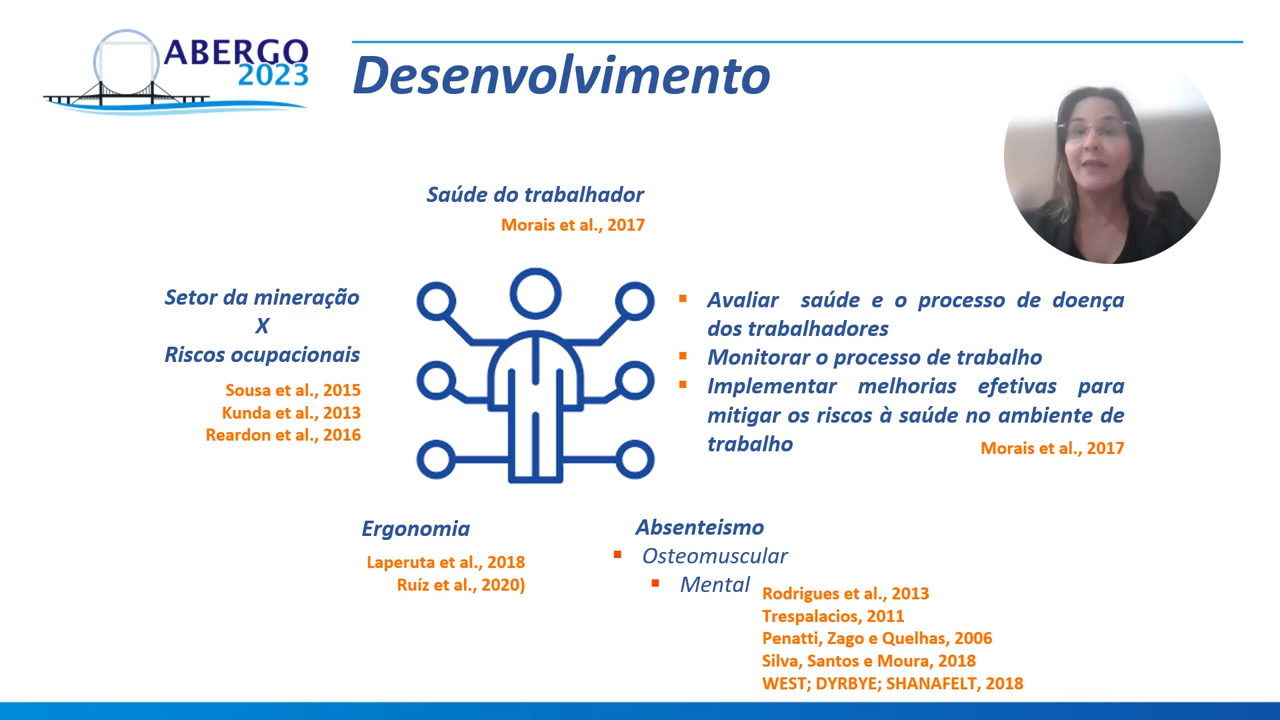 ABERGO
2023
Desenvolvimento
Saúde do trabalhador
Morais et al., 2017
Setor da mineração
X
Riscos ocupacionais
Sousa et al., 2015
Kunda et al., 2013
Reardon et al., 2016
Avaliar saúde e o processo de doença
dos trabalhadores
Monitorar o processo de trabalho
Implementar melhorias efetivas para
mitigar os riscos à saúde no ambiente de
trabalho
Morais et al., 2017
Ergonomia
Laperuta et al., 2018
Ruíz et al., 2020)
Absenteismo
Osteomuscular
Mental
Rodrigues et al., 2013
Trespalacios, 2011
Penatti, Zago e Quelhas, 2006
Silva, Santos e Moura, 2018
WEST; DYRBYE; SHANAFELT, 2018